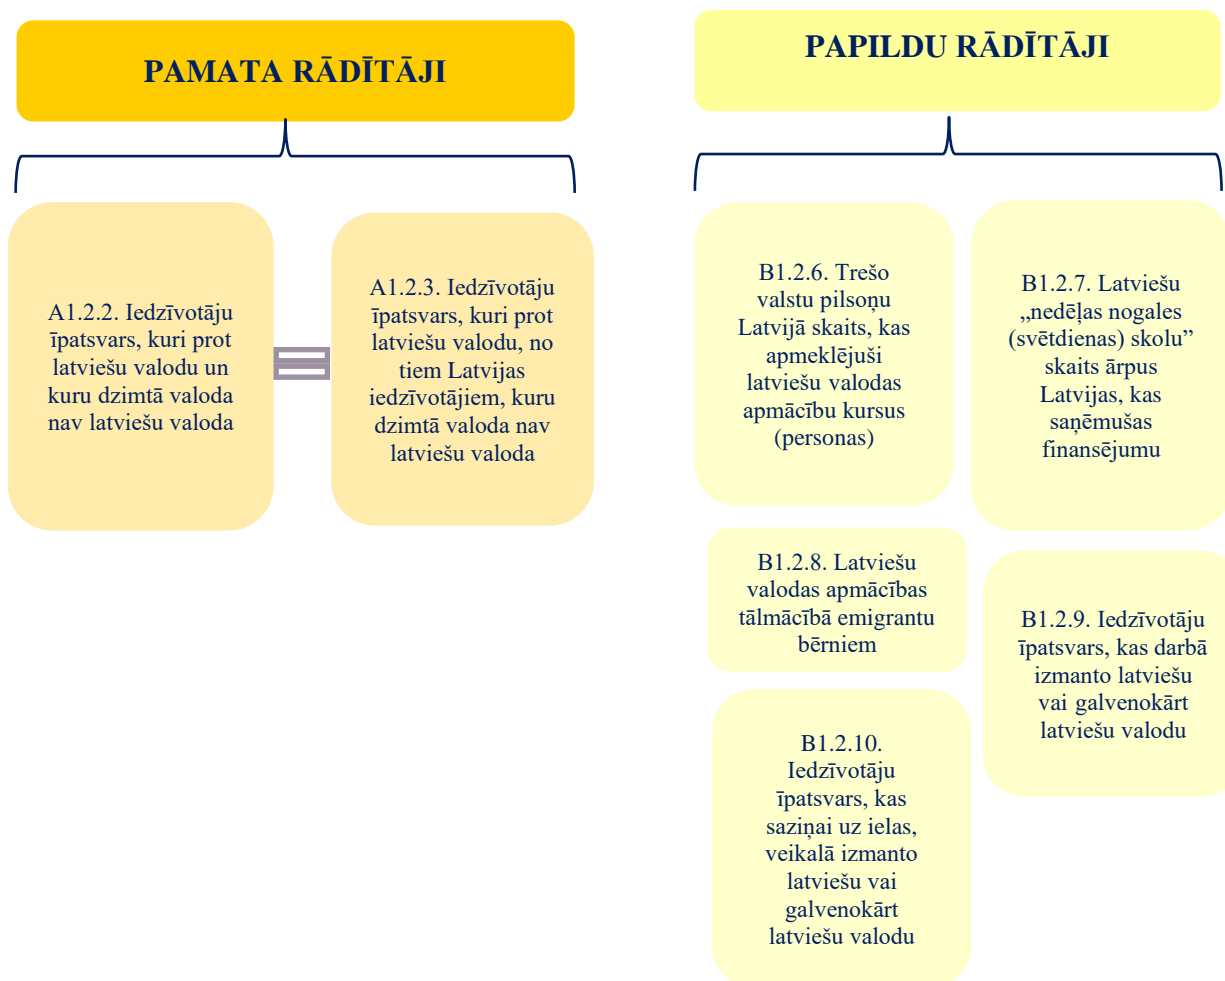 PAMATA RĀDĪTĀJI
A1.2.2. Iedzīvotāju
īpatsvars, kuri prot
latviešu valodu un
kuru dzimtā valoda
nav latviešu valoda
A1.2.3. Iedzīvotāju
īpatsvars, kuri prot
latviešu valodu, no
tiem Latvijas
iedzīvotājiem, kuru
dzimtā valoda nav
latviešu valoda
PAPILDU RĀDĪTĀJI
B1.2.6. Trešo
valstu pilsoņu
Latvijā skaits, kas
apmeklējuši
latviešu valodas
apmācību kursus
(personas)
B1.2.7. Latviešu
„nedēļas nogales
(svētdienas) skolu”
skaits ārpus
Latvijas, kas
saņēmušas
finansējumu
B1.2.8. Latviešu
valodas apmācības
tālmācībā emigrantu
bērniem
B1.2.9. Iedzīvotāju
īpatsvars, kas darbā
izmanto latviešu
vai galvenokārt
latviešu valodu
B1.2.10.
Iedzīvotāju
īpatsvars, kas
saziņai uz ielas,
veikalā izmanto
latviešu vai
galvenokārt
latviešu valodu